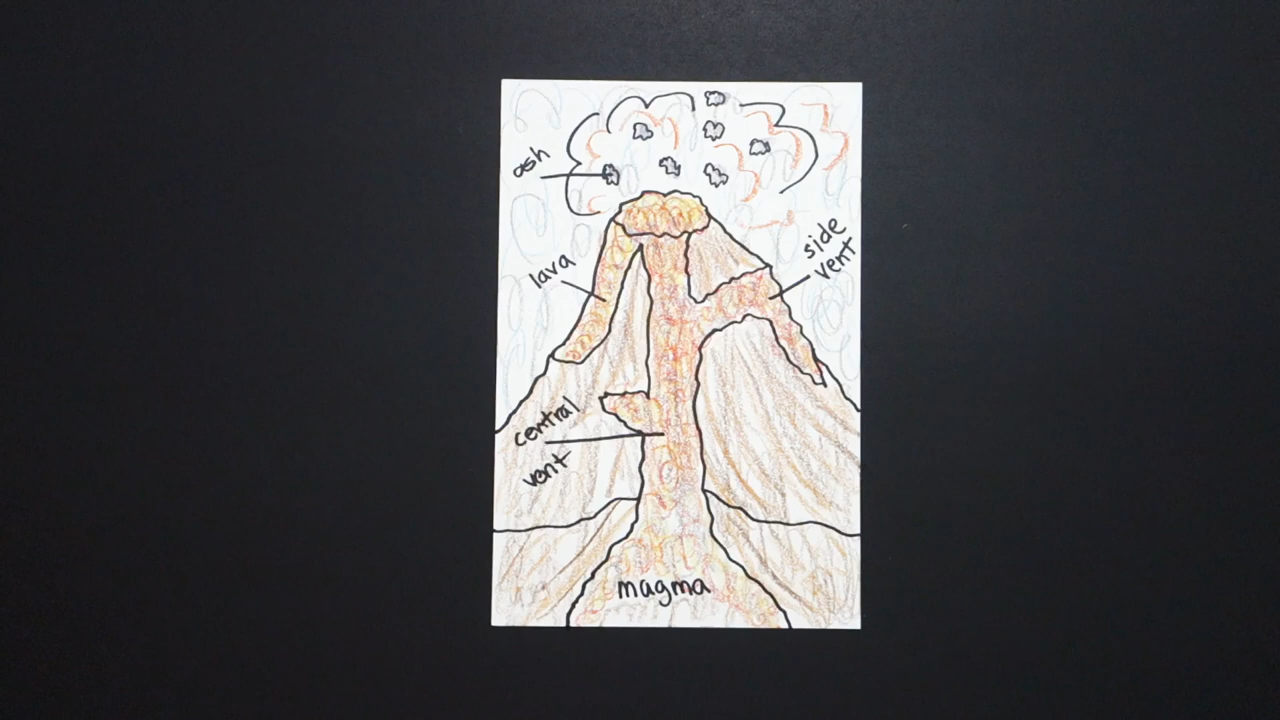 ash
lava
side
vent
central
vent
magma